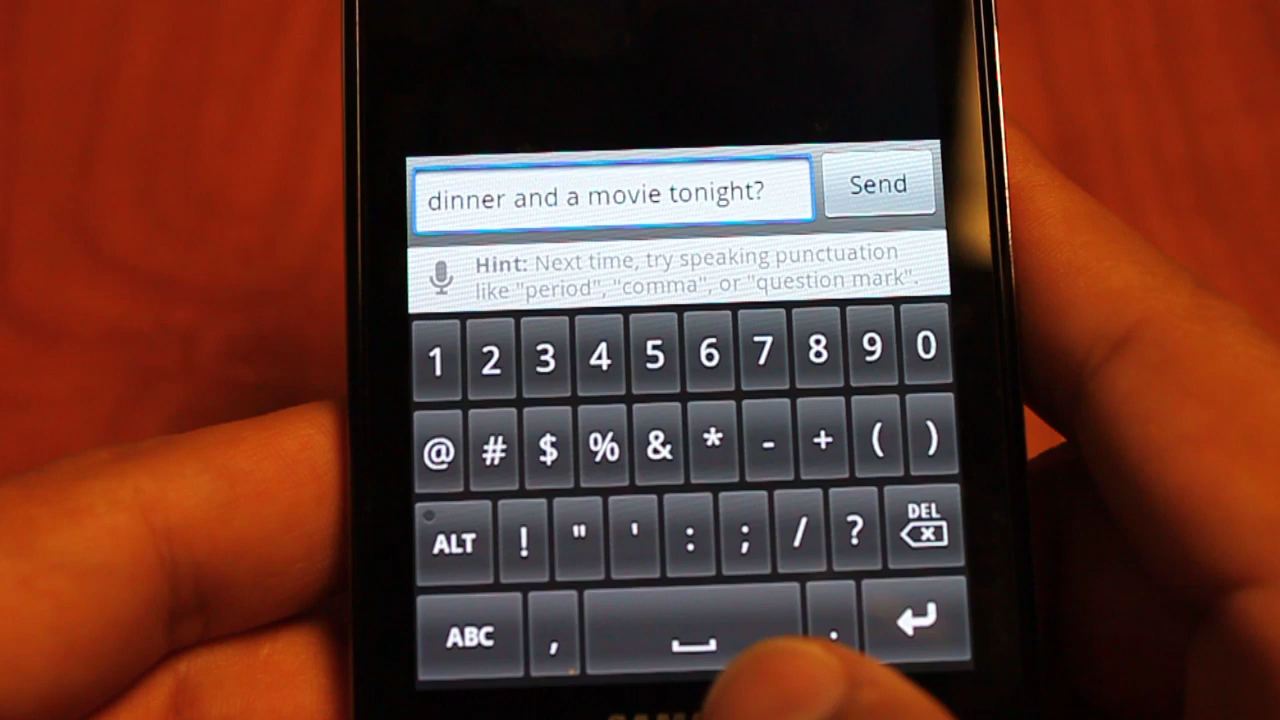 dinner and a movie tonight?
Send
Hint: Next time, try speaking punctuation
like "period", "comma", or "question mark".
1 2 3 4 5 6 7 8 9 0
@ # $ % & * - + ( )
ALT ! " ' : ; / ? DEL
ABC , .